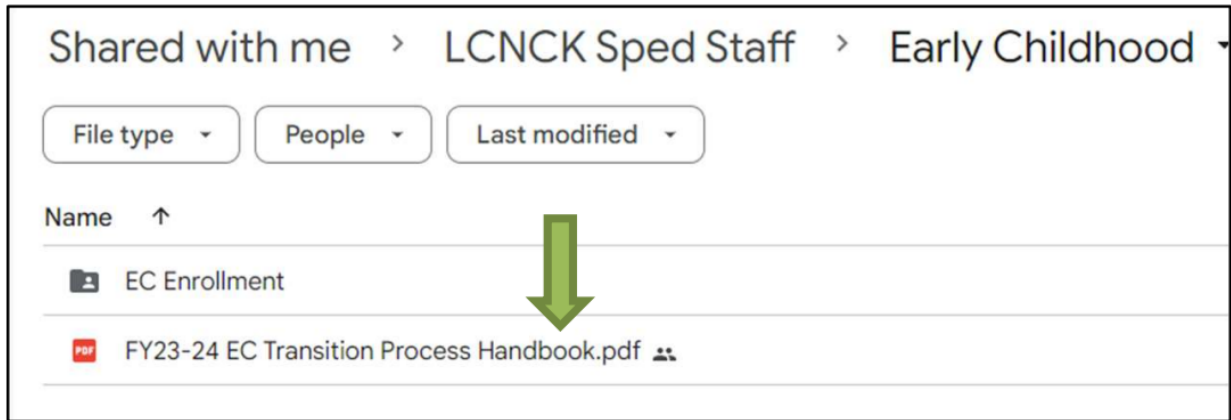 Shared with me > LCNCK Sped Staff > Early Childhood
File type People Last modified
Name ↑
EC Enrollment
PDF FY23-24 EC Transition Process Handbook.pdf